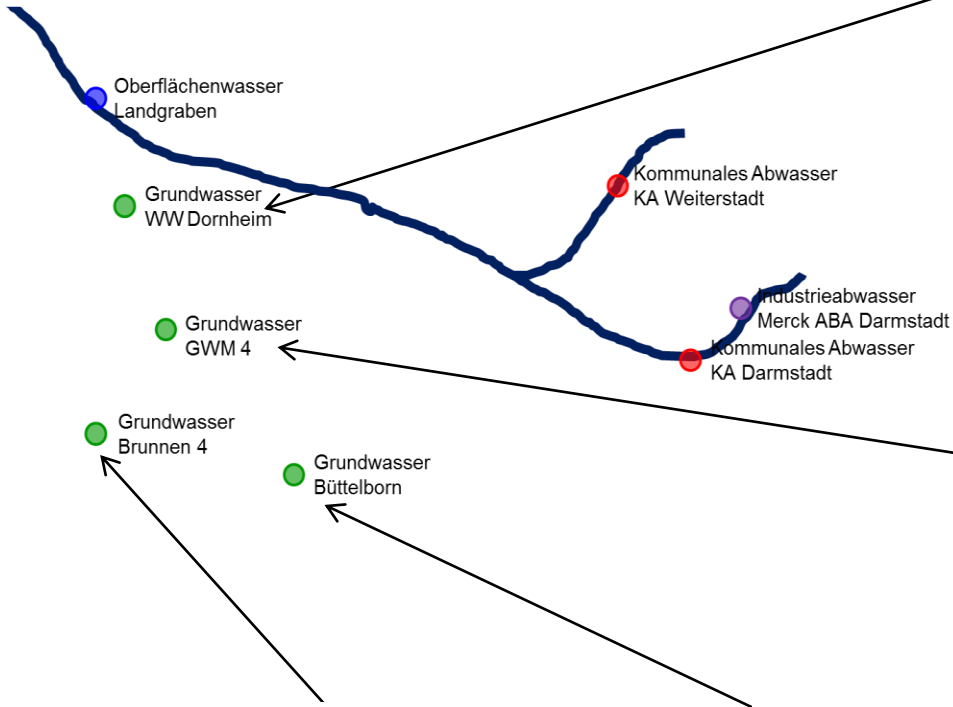 Oberflächenwasser
Landgraben
Grundwasser
WW Dornheim
Kommunales Abwasser
KA Weiterstadt
Industrieabwasser
Merck ABA Darmstadt
Kommunales Abwasser
KA Darmstadt
Grundwasser
GWM 4
Grundwasser
Brunnen 4
Grundwasser
Büttelborn